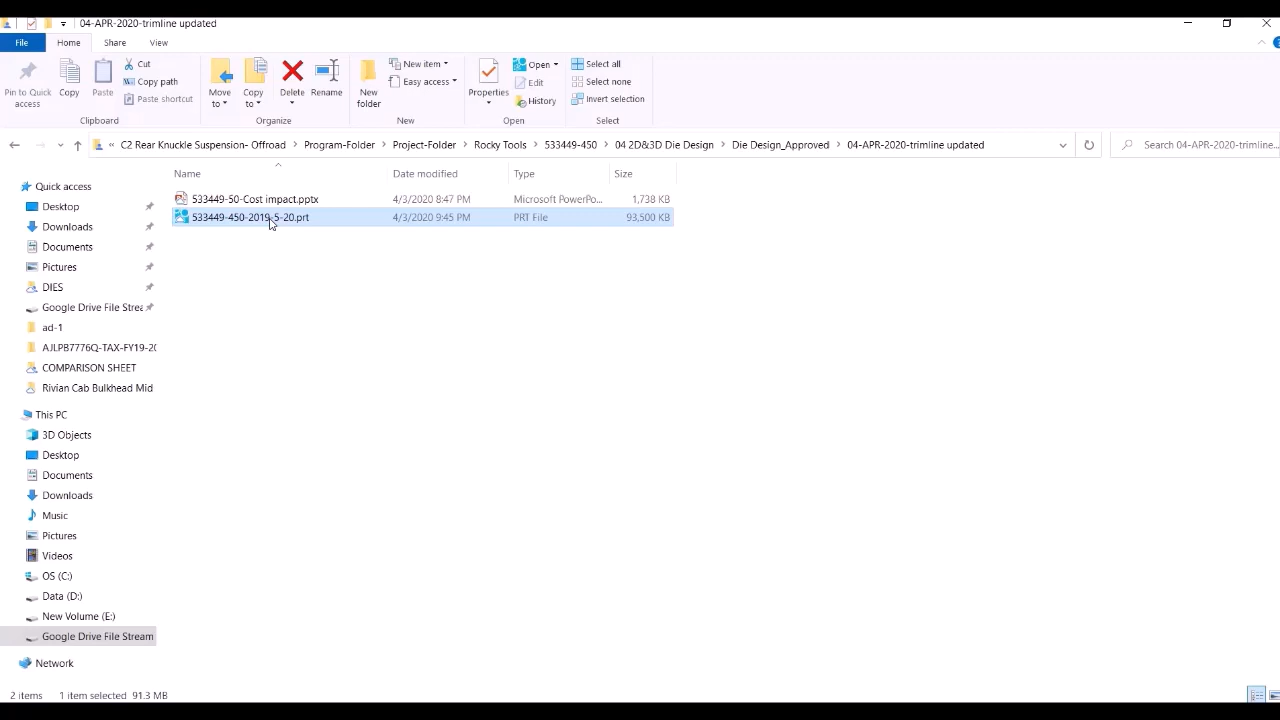 04-APR-2020-trimline updated
File Home Share View
Pin to Quick access
Copy
Paste
Cut
Copy path
Paste shortcut
Clipboard
Move to
Copy to
Delete
Rename
Organize
New folder
New item
Easy access
New
Properties
Open
Edit
History
Open
Select all
Select none
Invert selection
Select
« C2 Rear Knuckle Suspension- Offroad > Program-Folder > Project-Folder > Rocky Tools > 533449-450 > 04.2D&3D Die Design > Die Design_Approved > 04-APR-2020-trimline updated
Search 04-APR-2020-trimline...
Name Date modified Type Size
533449-50-Cost impact.pptx 4/3/2020 8:47 PM Microsoft PowerPo... 1,738 KB
533449-450-2019-5-20.prt 4/3/2020 9:45 PM PRT File 93,500 KB
Quick access
Desktop
Downloads
Documents
Pictures
DIES
Google Drive File Strea
ad-1
AJLPB7776Q-TAX-FY19-20
COMPARISON SHEET
Rivian Cab Bulkhead Mid
This PC
3D Objects
Desktop
Documents
Downloads
Music
Pictures
Videos
OS (C:)
Data (D:)
New Volume (E:)
Google Drive File Stream
Network
2 items 1 item selected 91.3 MB